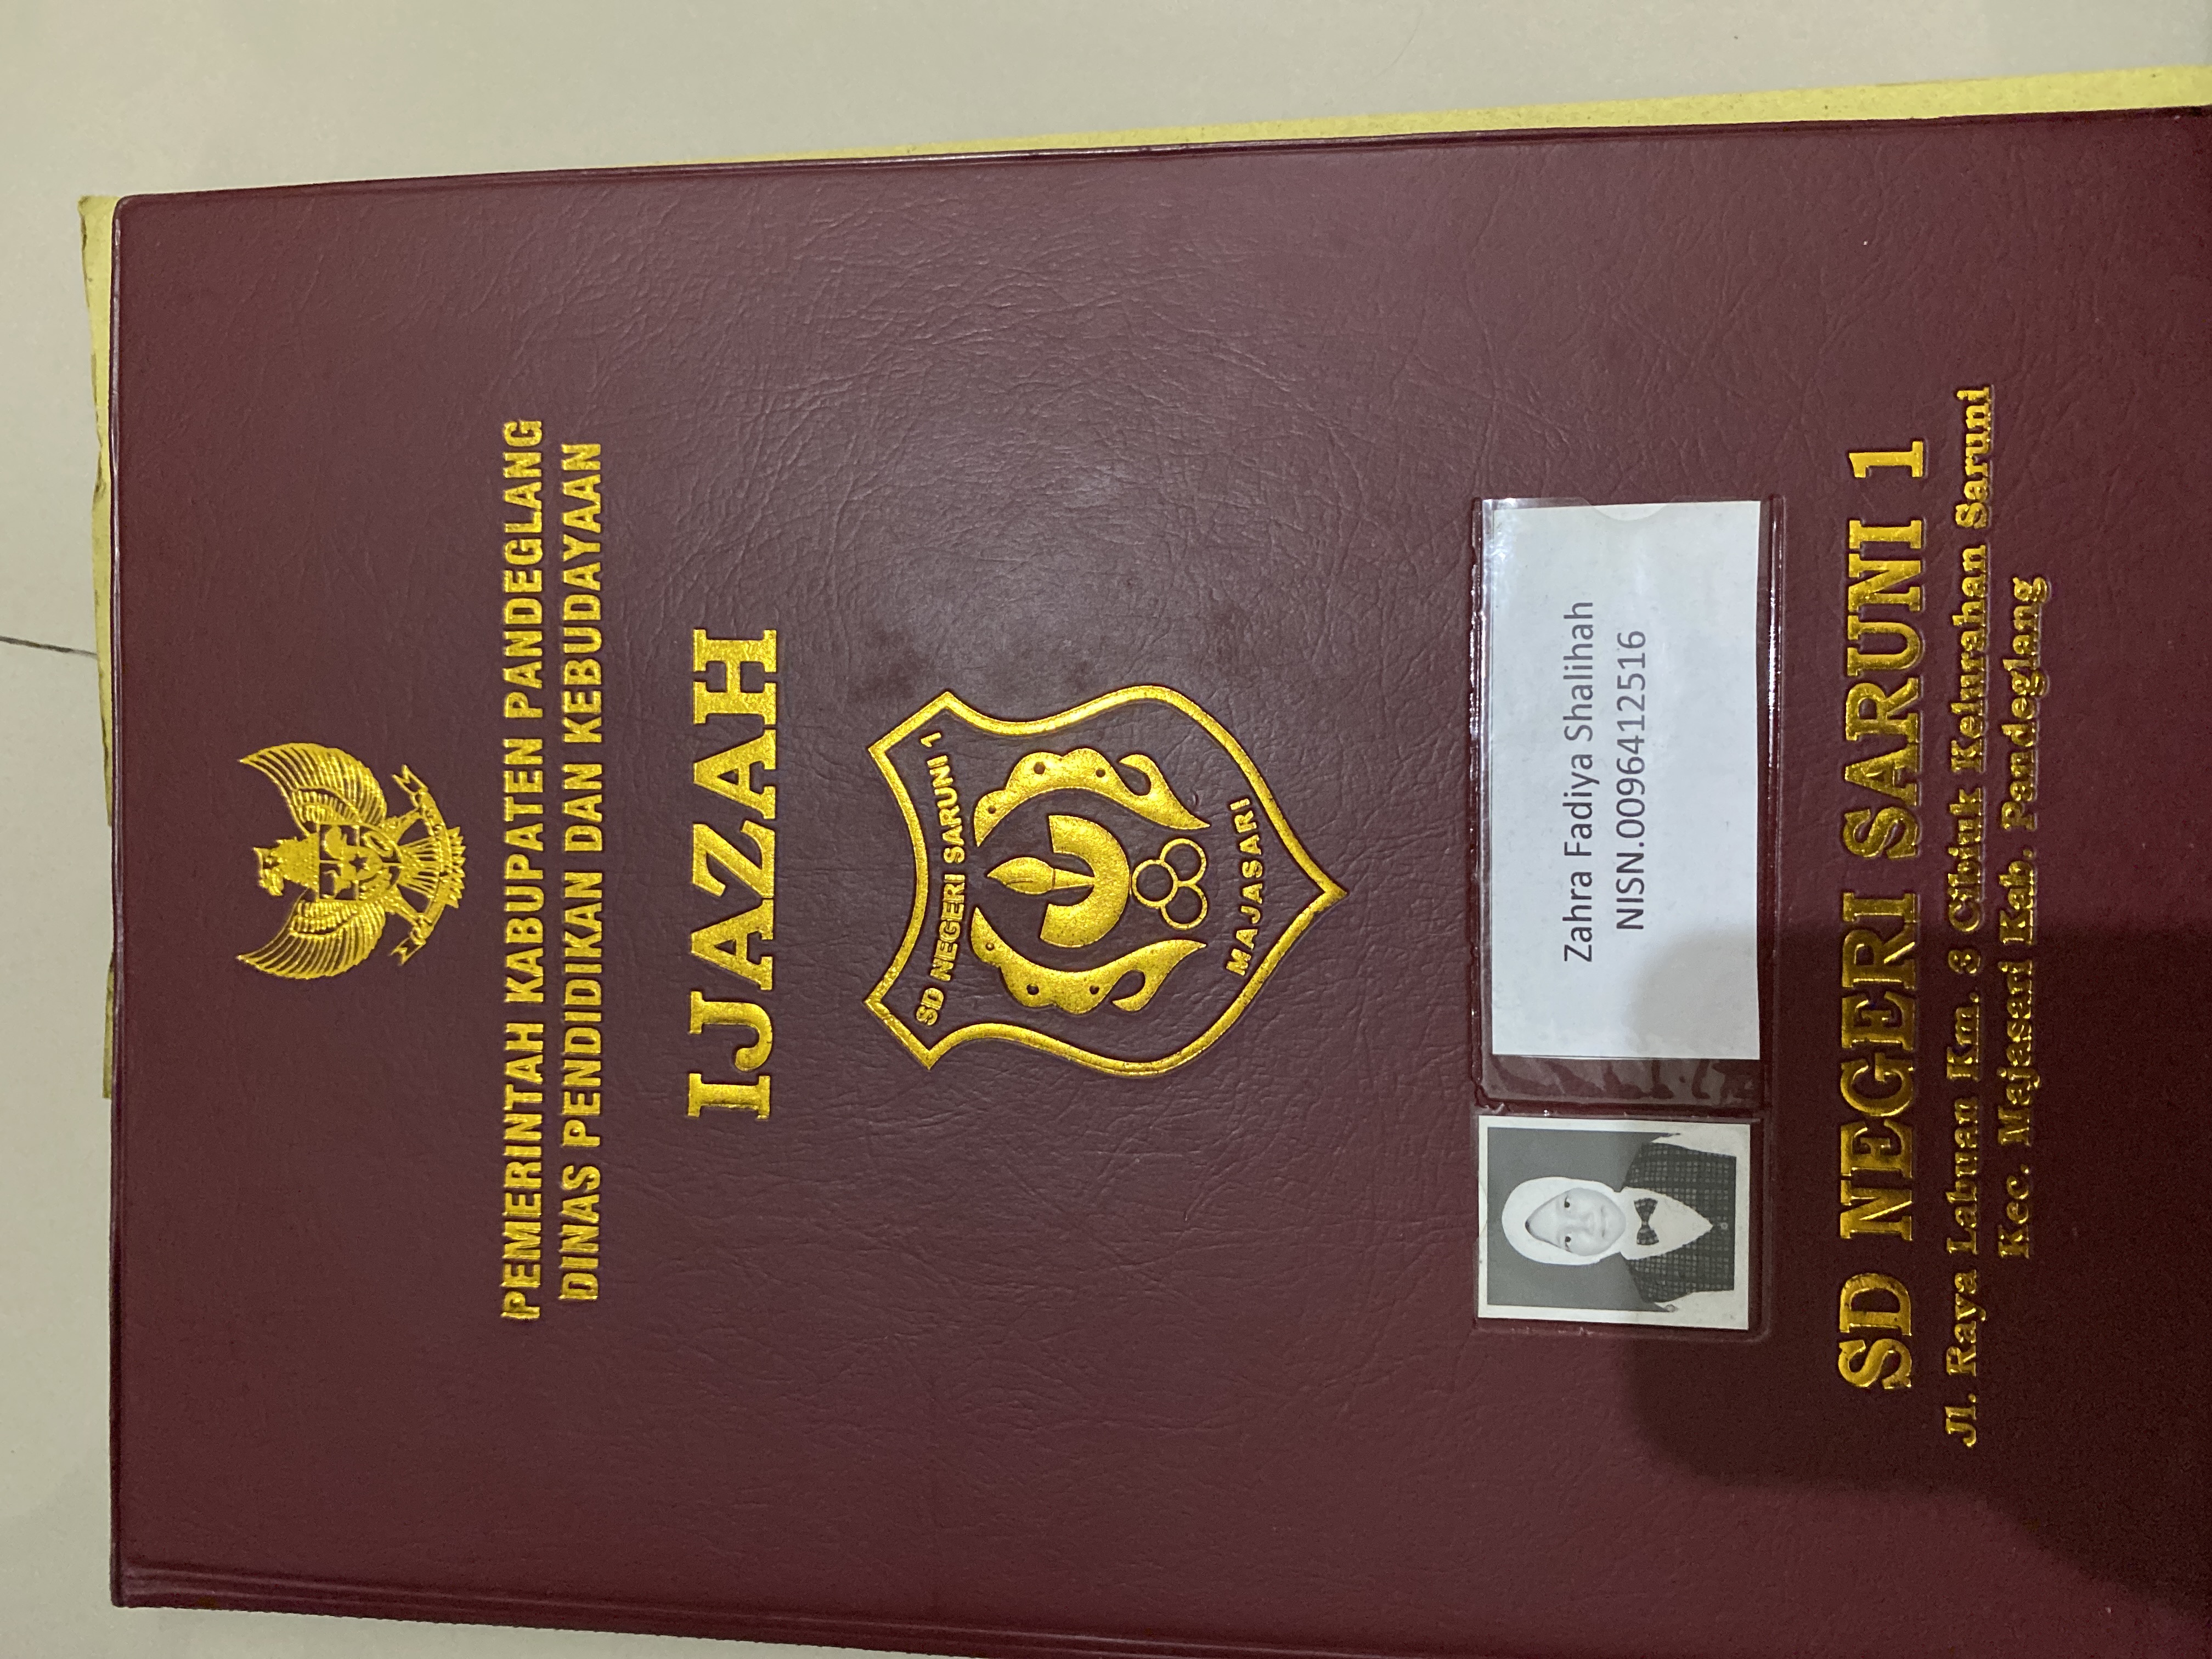 PEMERINTAH KABUPATEN PANDEGLANG
DINAS PENDIDIKAN DAN KEBUDAYAAN
IJAZAH
SD NEGERI SARUNI 1
MAJASARI
Zahra Fadiya Shalihah
NISN.0096412516
SD NEGERI SARUNI 1
Jl. Raya Labuan Km. 3 Cibiuk Kelurahan Saruni
Kec. Majasari Kab. Pandeglang